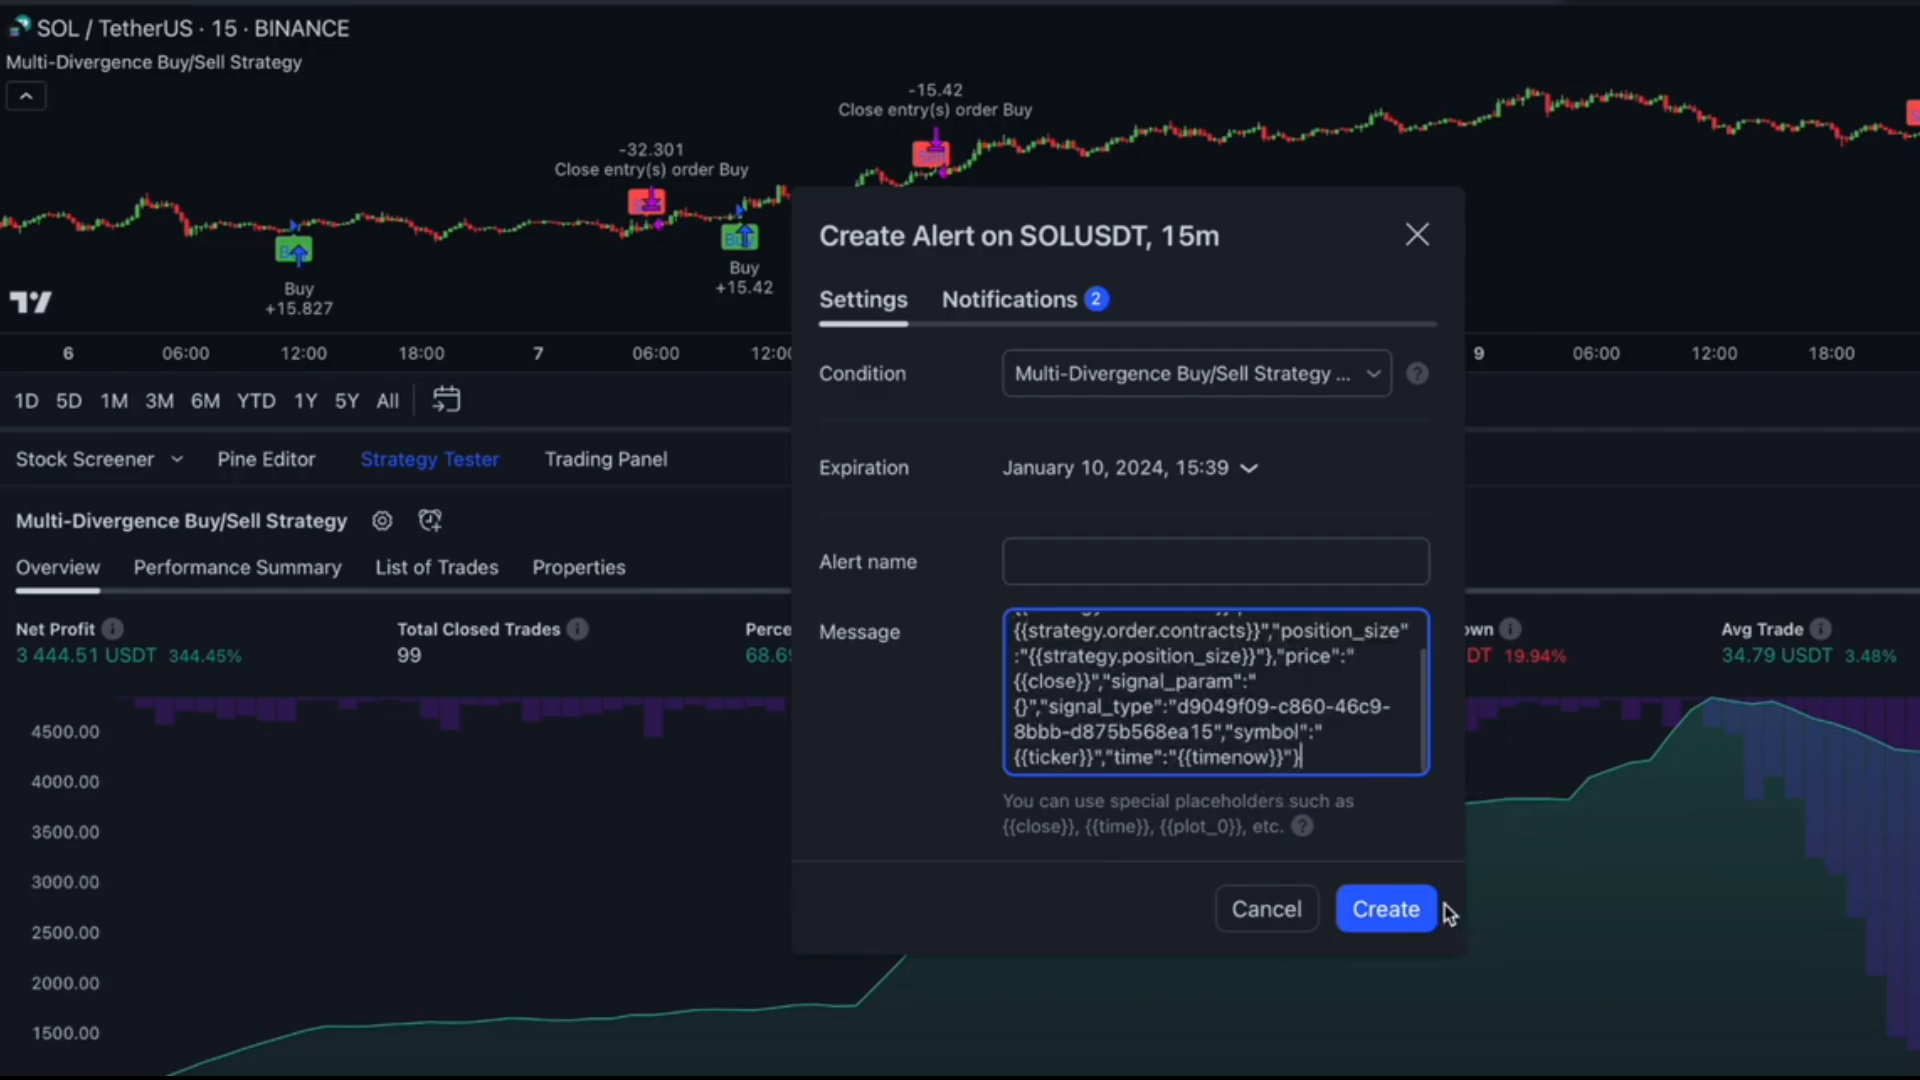 SOL / TetherUS · 15 · BINANCE
Multi-Divergence Buy/Sell Strategy
-15.42
Close entry(s) order Buy
-32.301
Close entry(s) order Buy
Buy
+15.827
Buy
+15.42
6 06:00 12:00 18:00 7 06:00 12:00 9 06:00 12:00 18:00
1D 5D 1M 3M 6M YTD 1Y 5Y All
Stock Screener Pine Editor Strategy Tester Trading Panel
Multi-Divergence Buy/Sell Strategy
Overview Performance Summary List of Trades Properties
Net Profit
3 444.51 USDT 344.45%
Total Closed Trades
99
Avg Trade
34.79 USDT 3.48%
19.94%
4500.00
4000.00
3500.00
3000.00
2500.00
2000.00
1500.00
Create Alert on SOLUSDT, 15m
Settings Notifications 2
Condition Multi-Divergence Buy/Sell Strategy ...
Expiration January 10, 2024, 15:39
Alert name
Message
{{strategy.order.contracts}}","position_size"
:"{{strategy.position_size}}"},"price":"
{{close}}","signal_param":"
{}","signal_type":"d9049f09-c860-46c9-
8bbb-d875b568ea15","symbol":"
{{ticker}}","time":"{{timenow}}"}
You can use special placeholders such as
{{close}}, {{time}}, {{plot_0}}, etc.
Cancel Create